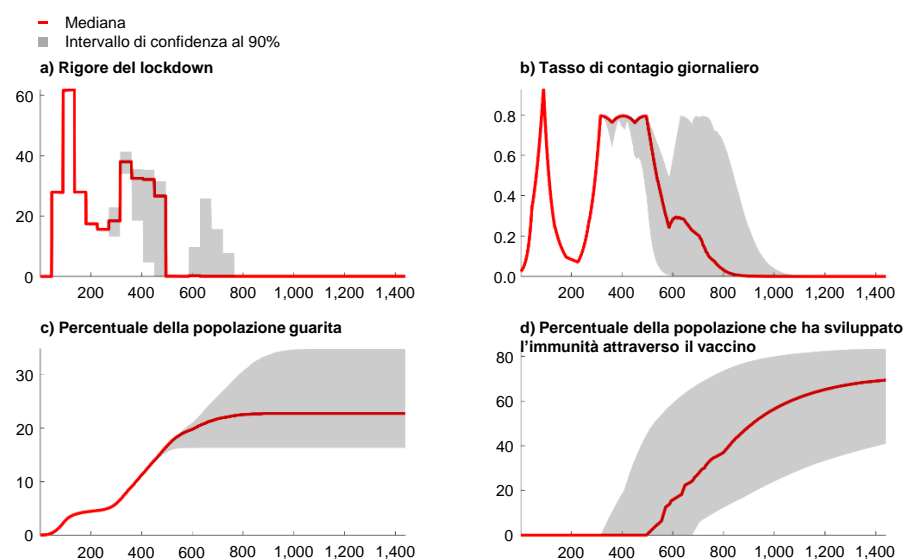 Mediana
Intervallo di confidenza al 90%
a) Rigore del lockdown
60
40
20
0
200 400 600 800 1,000 1,200 1,400
b) Tasso di contagio giornaliero
0.8
0.6
0.4
0.2
0.0
200 400 600 800 1,000 1,200 1,400
c) Percentuale della popolazione guarita
30
20
10
0
200 400 600 800 1,000 1,200 1,400
d) Percentuale della popolazione che ha sviluppato
l’immunità attraverso il vaccino
80
60
40
20
0
200 400 600 800 1,000 1,200 1,400